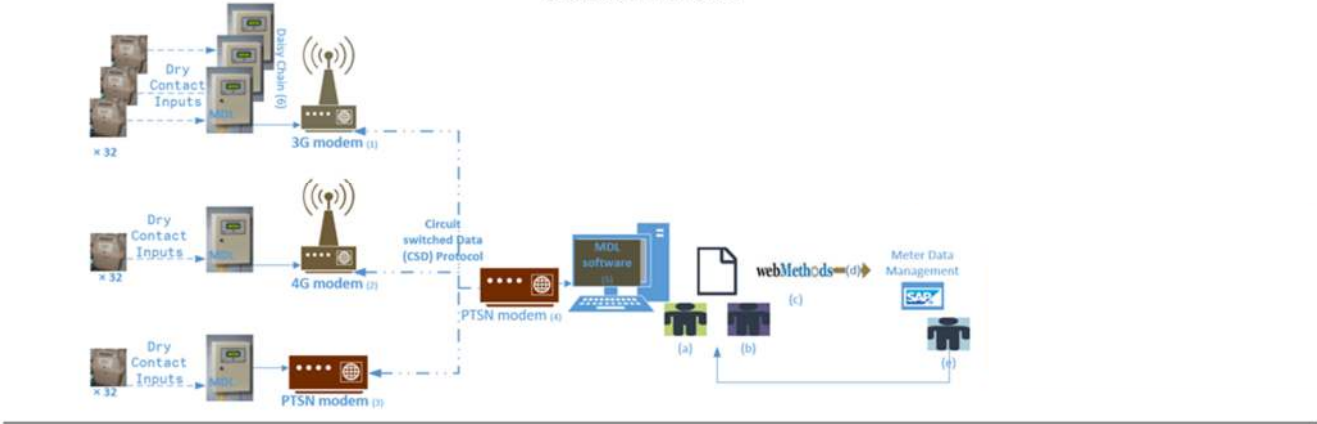 Dry
Contact
Inputs
Daisy Chain (6)
MDL
× 32
3G modem (1)
Dry
Contact
Inputs
MDL
× 32
4G modem (2)
Circuit
switched Data
(CSD) Protocol
Dry
Contact
Inputs
MDL
× 32
PTSN modem (3)
PTSN modem (4)
MDL
software
(5)
(a)
(b)
webMethods
(d)
(c)
Meter Data
Management
SAP
(e)